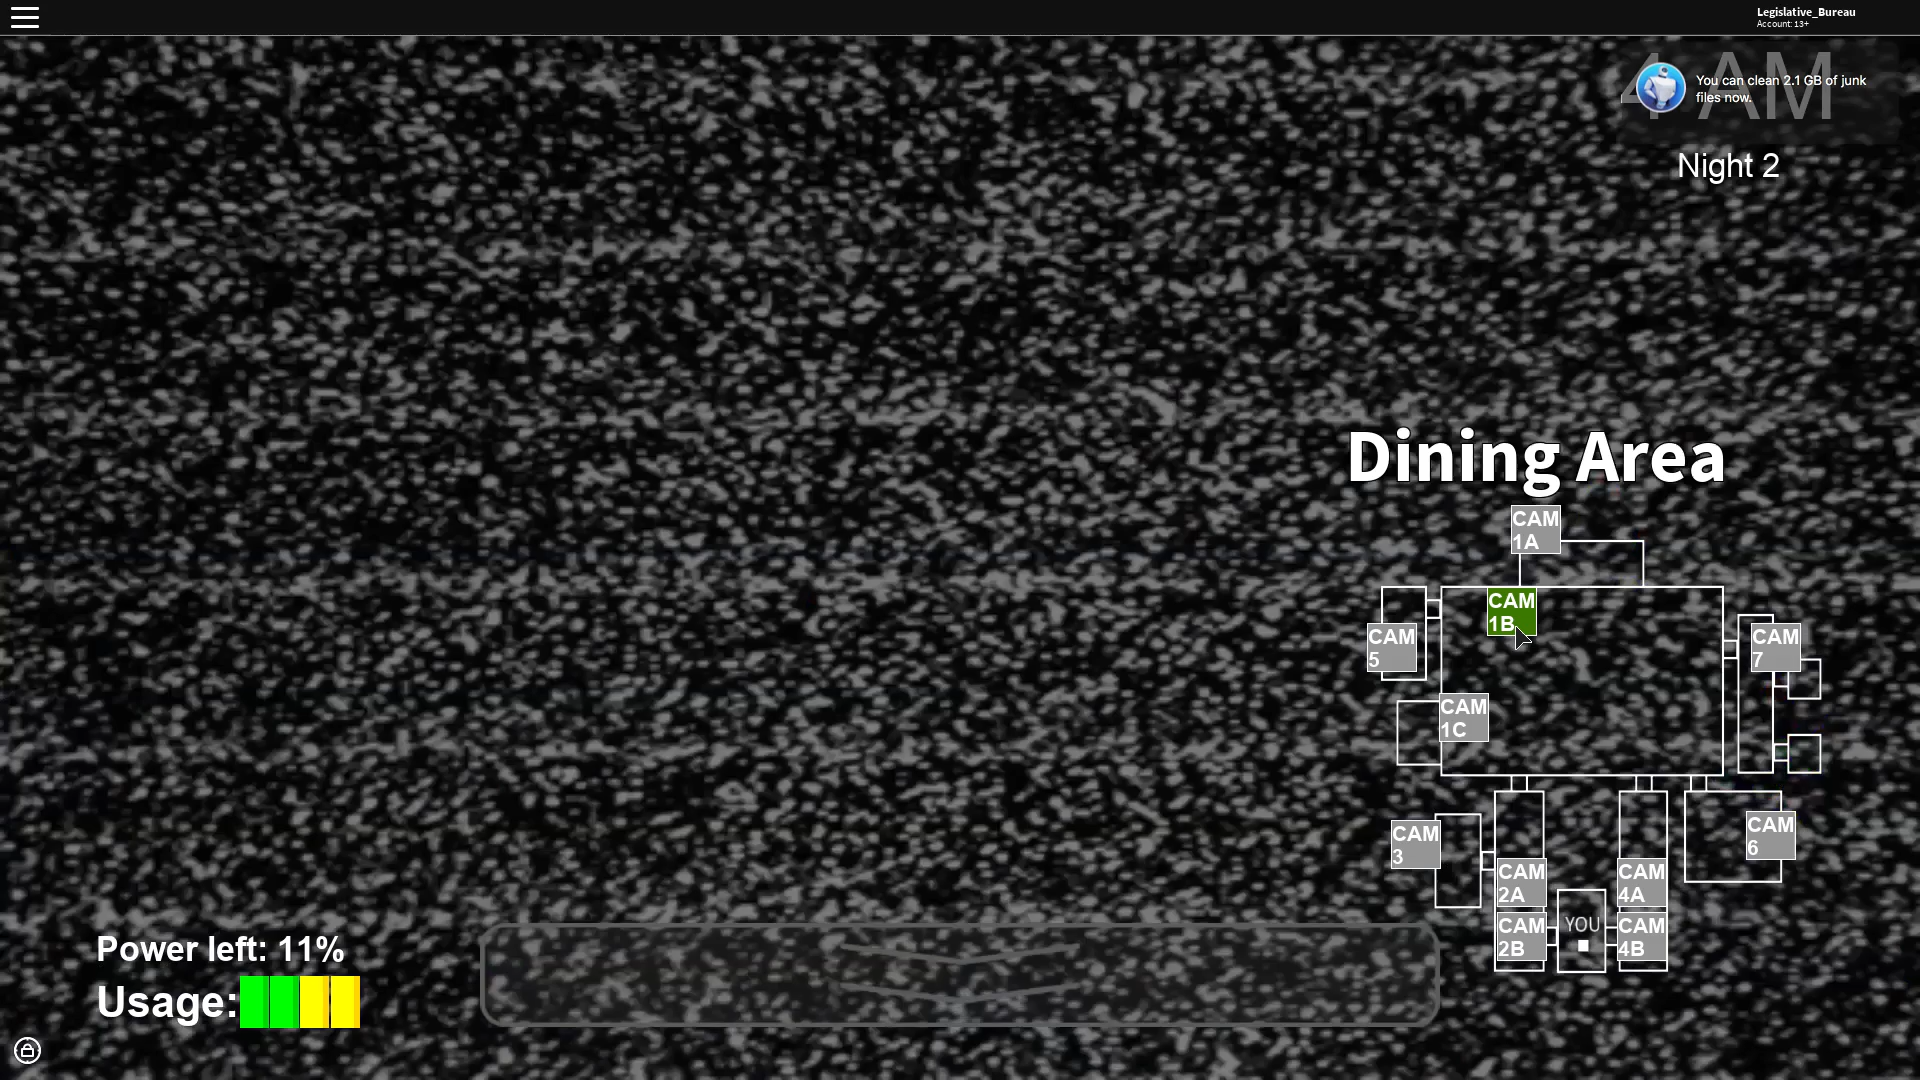 Legislative_Bureau
Account: 13+
4 AM
You can clean 2.1 GB of junk
files now.
Night 2
Dining Area
CAM
1A
CAM
1B
CAM
5
CAM
7
CAM
1C
CAM
3
CAM
6
CAM
2A
CAM
4A
YOU
CAM
2B
CAM
4B
Power left: 11%
Usage: